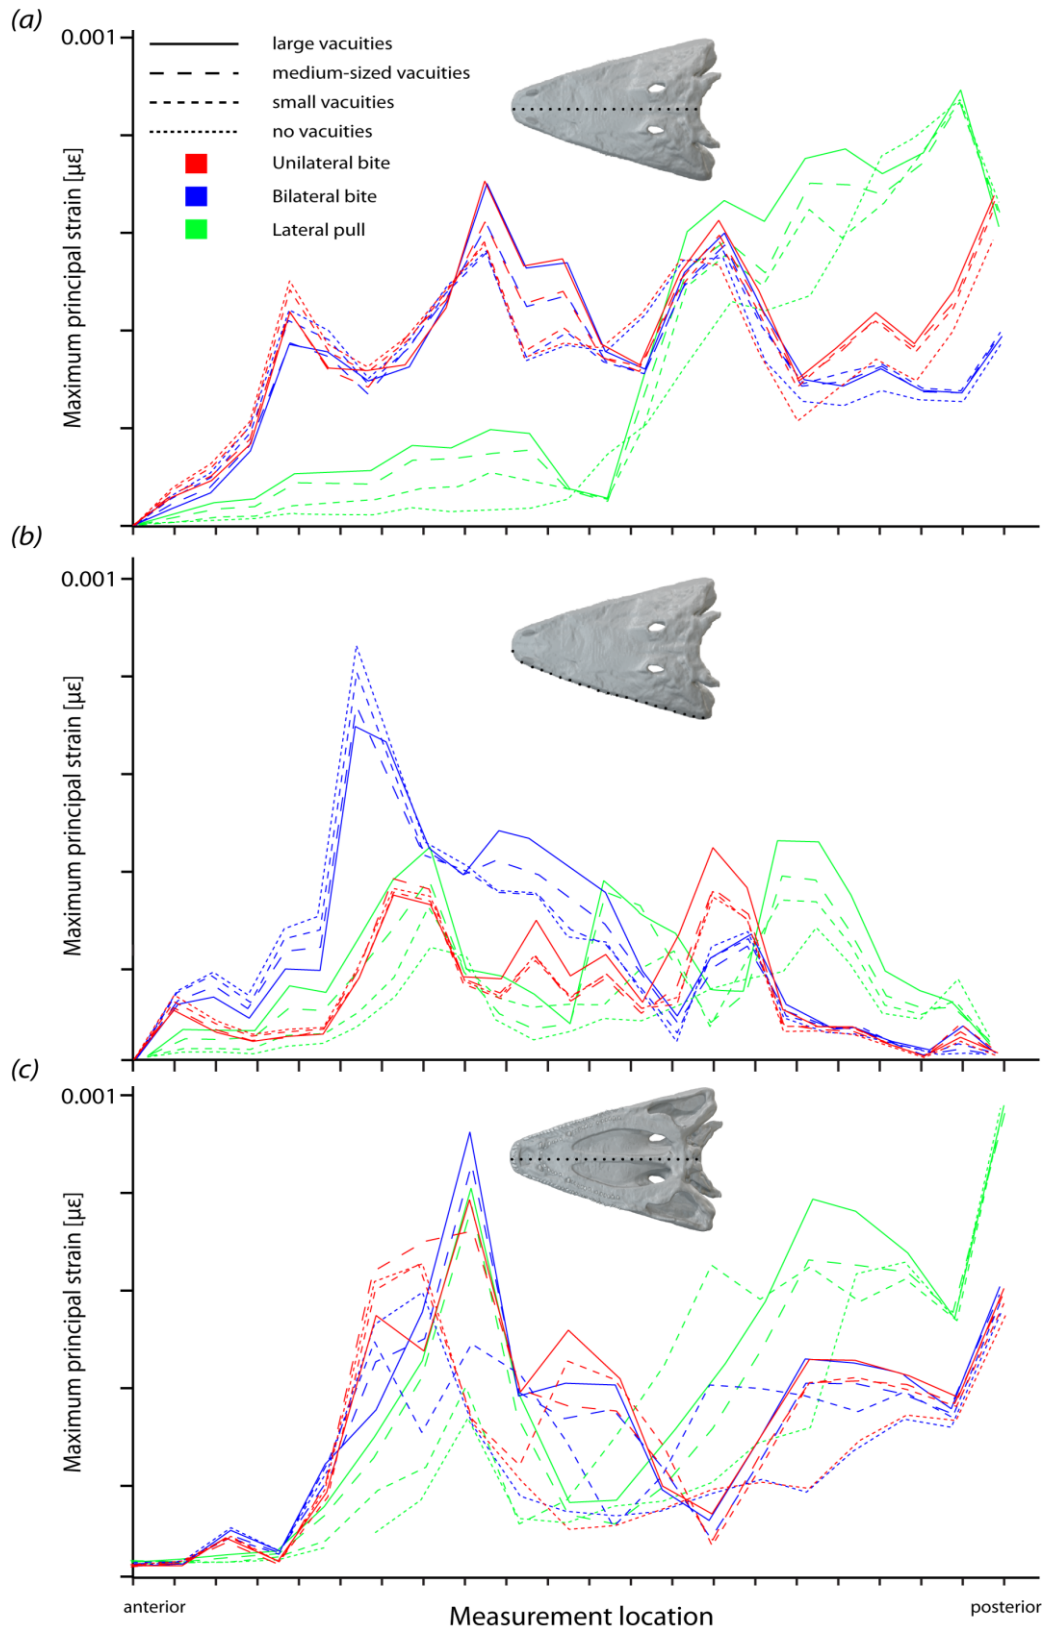 (a)
0.001
large vacuities
medium-sized vacuities
small vacuities
no vacuities
Unilateral bite
Bilateral bite
Lateral pull
Maximum principal strain [με]
(b)
0.001
Maximum principal strain [με]
(c)
0.001
Maximum principal strain [με]
anterior
Measurement location
posterior